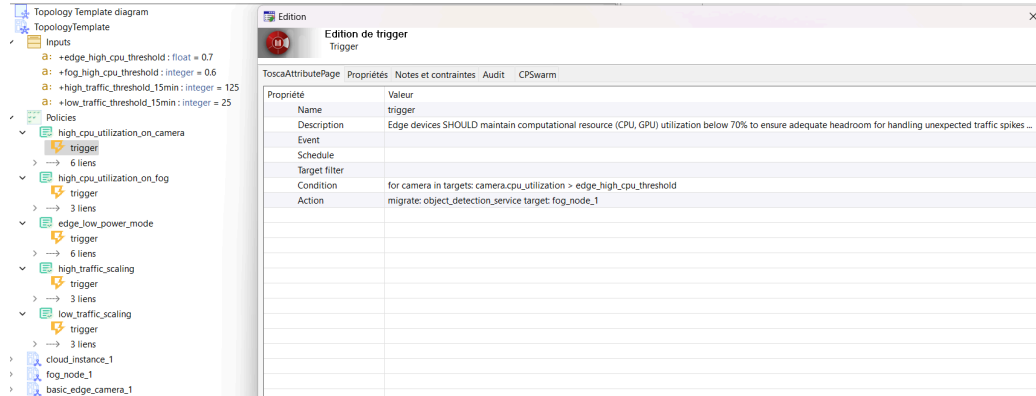 Topology Template diagram
TopologyTemplate
Inputs
a: +edge_high_cpu_threshold : float = 0.7
a: +fog_high_cpu_threshold : integer = 0.6
a: +high_traffic_threshold_15min : integer = 125
a: +low_traffic_threshold_15min : integer = 25
Policies
high_cpu_utilization_on_camera
trigger
6 liens
high_cpu_utilization_on_fog
trigger
3 liens
edge_low_power_mode
trigger
6 liens
high_traffic_scaling
trigger
3 liens
low_traffic_scaling
trigger
3 liens
cloud_instance_1
fog_node_1
basic_edge_camera_1
Edition
Edition de trigger
Trigger
ToscaAttributePage Propriétés Notes et contraintes Audit CPSwarm
Propriété Valeur
Name trigger
Description Edge devices SHOULD maintain computational resource (CPU, GPU) utilization below 70% to ensure adequate headroom for handling unexpected traffic spikes ...
Event
Schedule
Target filter
Condition for camera in targets: camera.cpu_utilization > edge_high_cpu_threshold
Action migrate: object_detection_service target: fog_node_1